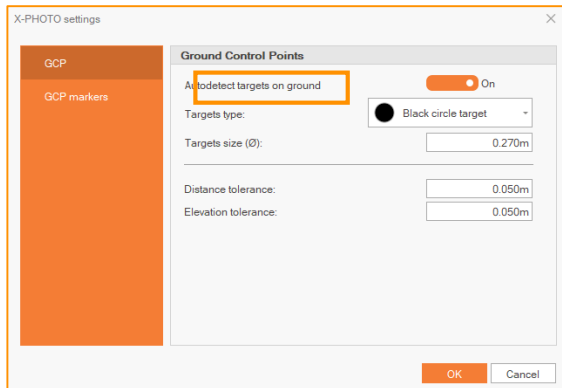 X-PHOTO settings
GCP
GCP markers
Ground Control Points
Autodetect targets on ground
On
Targets type:
Black circle target
Targets size (Ø):
0.270m
Distance tolerance:
0.050m
Elevation tolerance:
0.050m
OK
Cancel